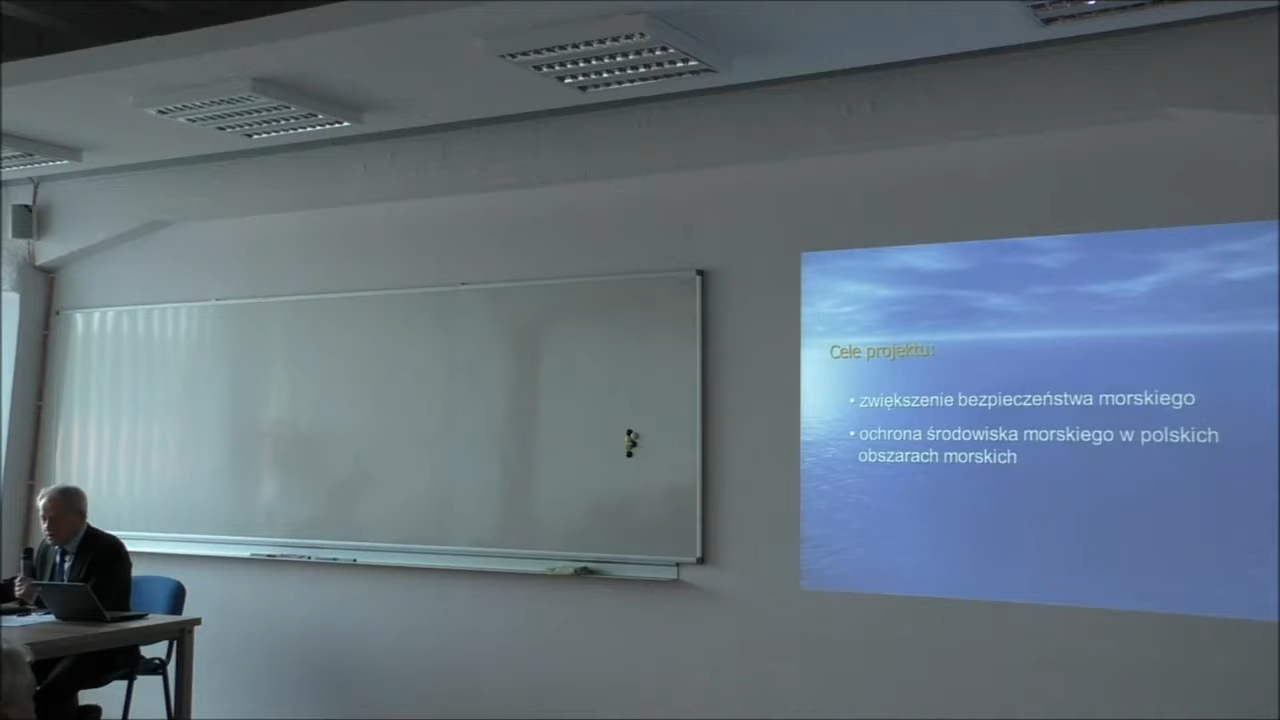 Cele projektu:
• zwiększenie bezpieczeństwa morskiego
• ochrona środowiska morskiego w polskich
obszarach morskich